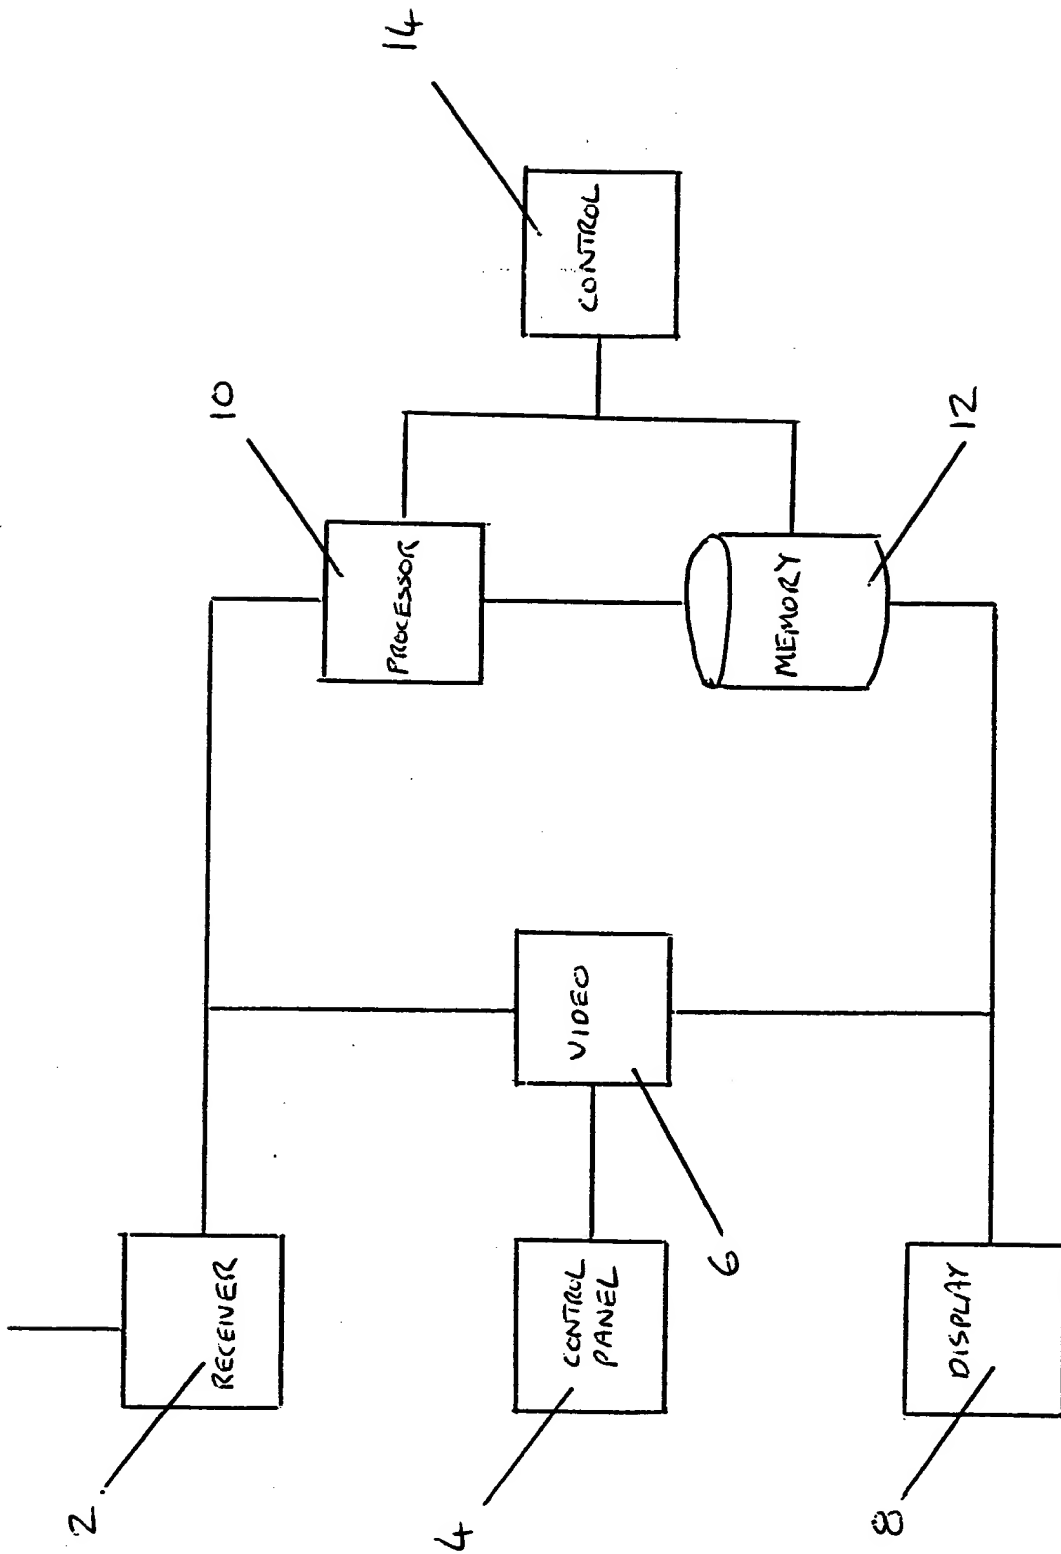 2
RECEIVER
4
CONTROL
PANEL
8
DISPLAY
6
VIDEO
10
PROCESSOR
MEMORY
12
CONTROL
14